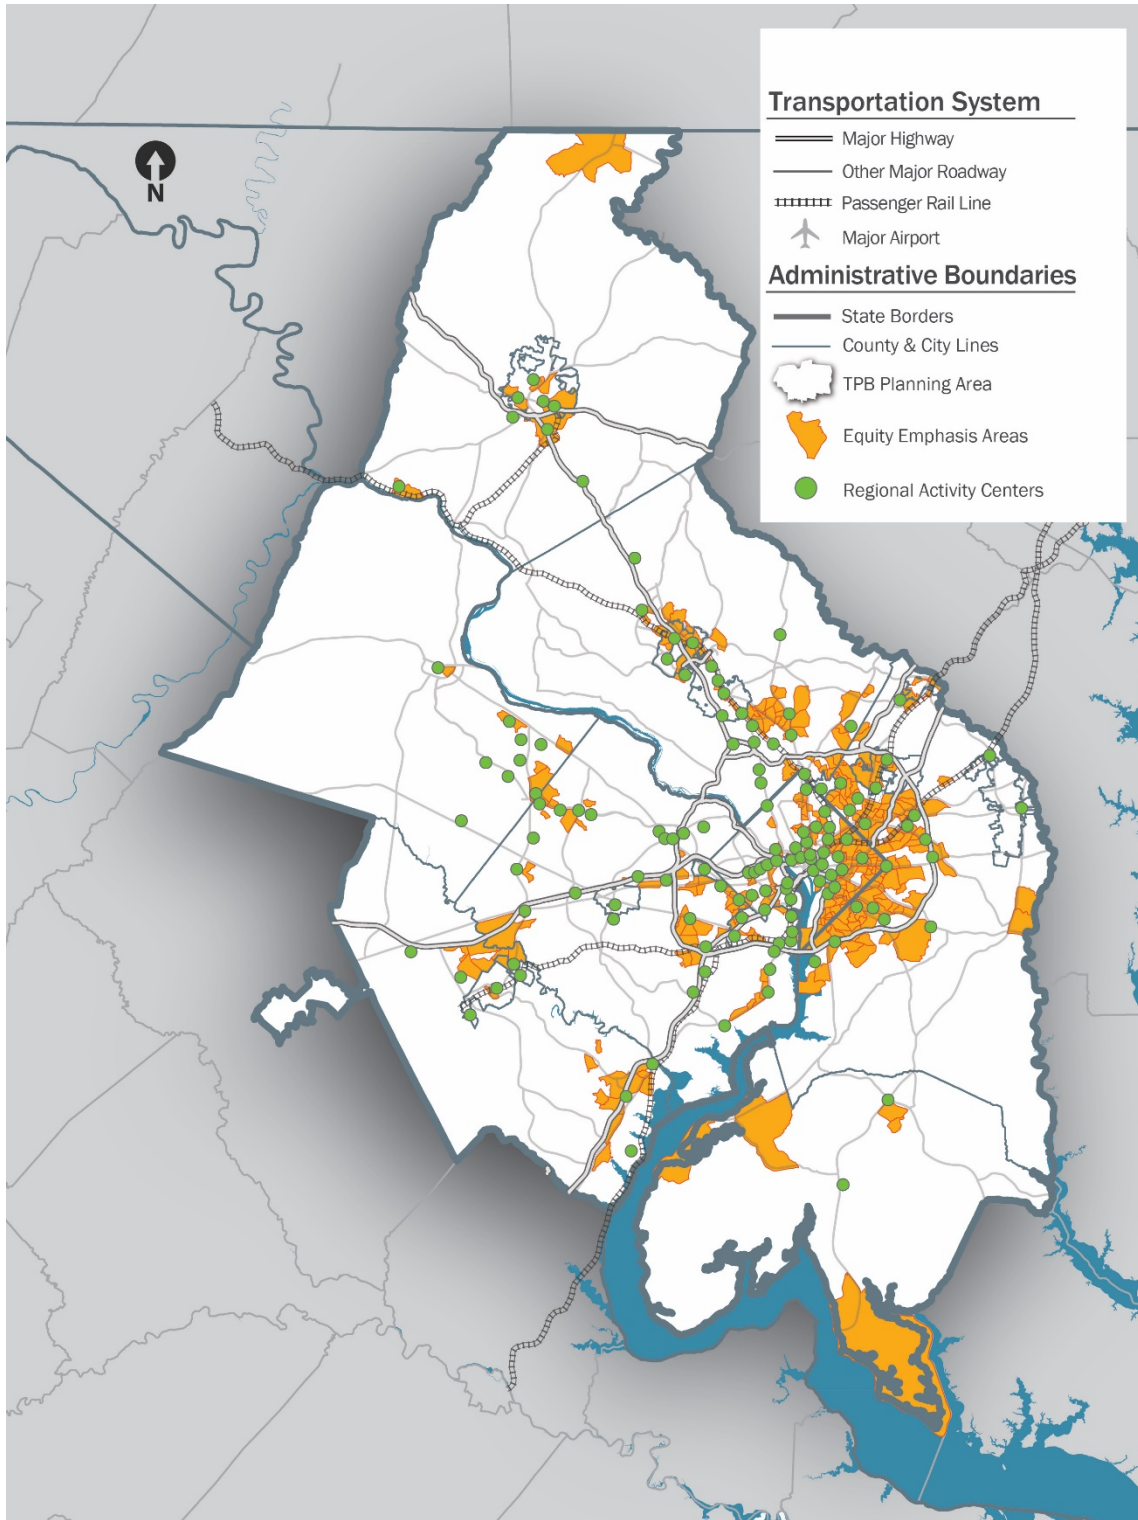 Transportation System
Major Highway
Other Major Roadway
Passenger Rail Line
Major Airport
Administrative Boundaries
State Borders
County & City Lines
TPB Planning Area
Equity Emphasis Areas
Regional Activity Centers
N